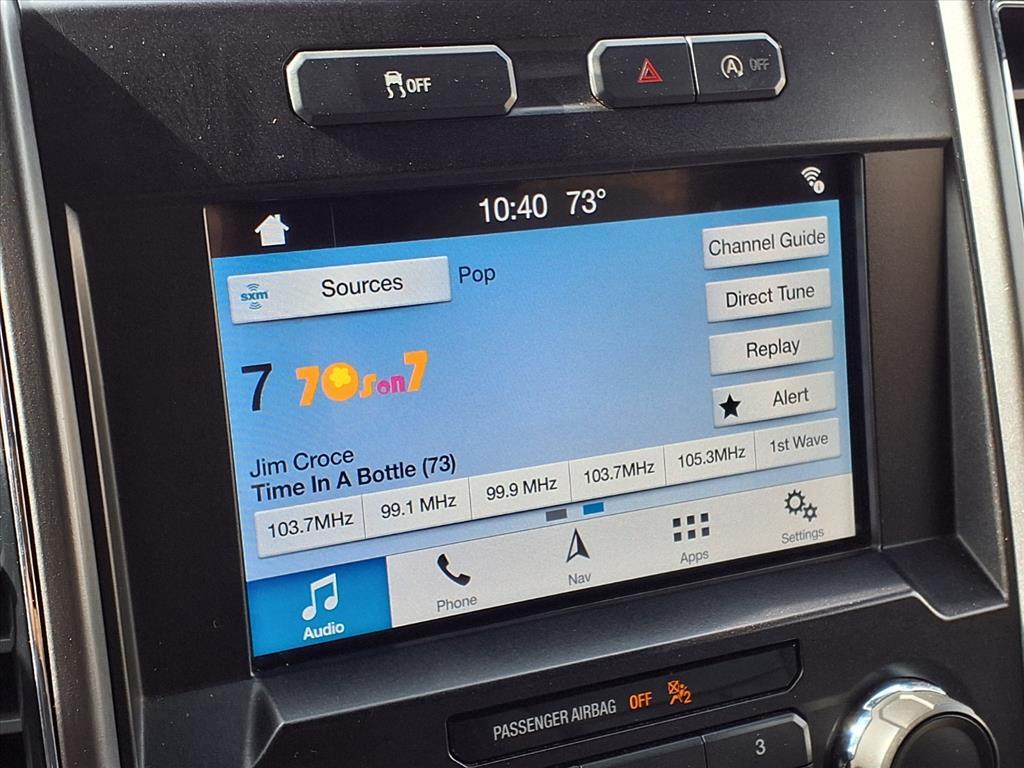 OFF
A OFF
10:40 73°
sxm Sources Pop
Channel Guide
Direct Tune
Replay
Alert
7 70s on 7
Jim Croce
Time In A Bottle (73)
103.7MHz 99.1 MHz 99.9 MHz 103.7MHz 105.3MHz 1st Wave
Audio Phone Nav Apps Settings
PASSENGER AIRBAG OFF 2
3